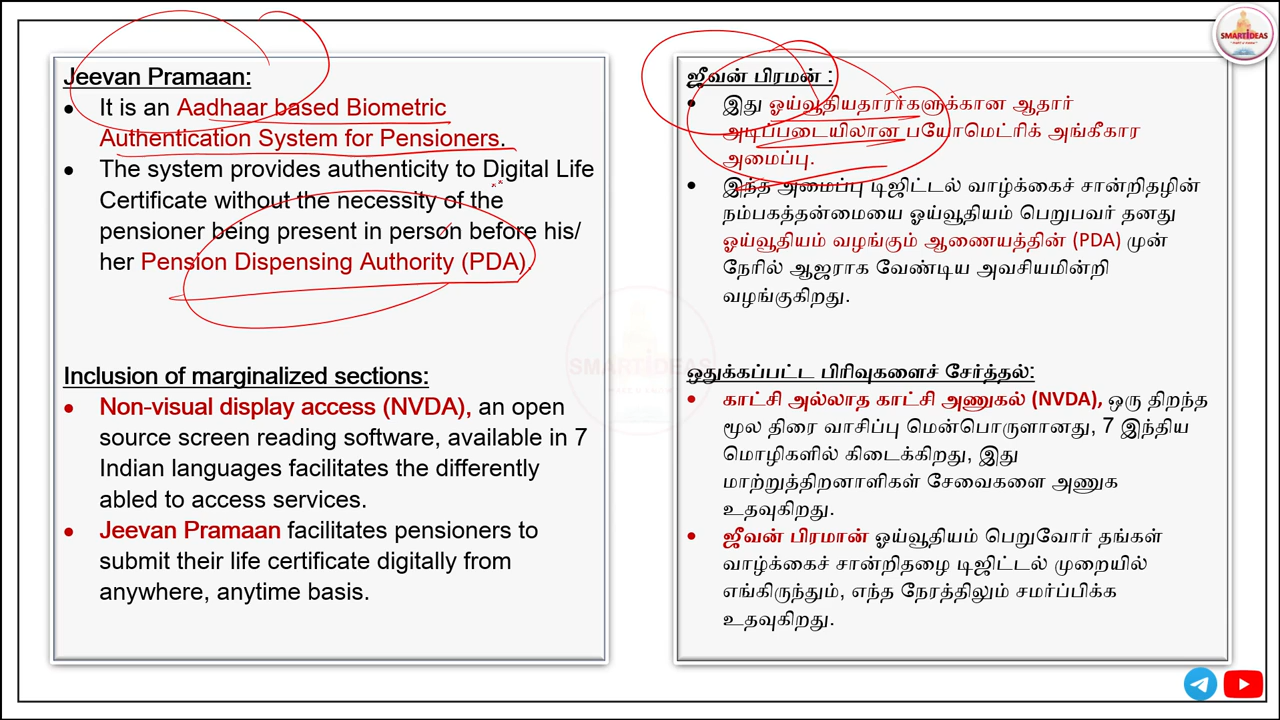 SMARTIDEAS
Jeevan Pramaan:
• It is an Aadhaar based Biometric
Authentication System for Pensioners.
• The system provides authenticity to Digital Life
Certificate without the necessity of the
pensioner being present in person before his/
her Pension Dispensing Authority (PDA).
Inclusion of marginalized sections:
• Non-visual display access (NVDA), an open
source screen reading software, available in 7
Indian languages facilitates the differently
abled to access services.
• Jeevan Pramaan facilitates pensioners to
submit their life certificate digitally from
anywhere, anytime basis.
ஜீவன் பிரமன் :
• இது ஓய்வூதியதாரர்களுக்கான ஆதார்
அடிப்படையிலான பயோமெட்ரிக் அங்கீகார
அமைப்பு.
• இந்த அமைப்பு டிஜிட்டல் வாழ்க்கைச் சான்றிதழின்
நம்பகத்தன்மையை ஓய்வூதியம் பெறுபவர் தனது
ஓய்வூதியம் வழங்கும் ஆணையத்தின் (PDA) முன்
நேரில் ஆஜராக வேண்டிய அவசியமின்றி
வழங்குகிறது.
ஒதுக்கப்பட்ட பிரிவுகளைச் சேர்த்தல்:
• காட்சி அல்லாத காட்சி அணுகல் (NVDA), ஒரு திறந்த
மூல திரை வாசிப்பு மென்பொருளானது, 7 இந்திய
மொழிகளில் கிடைக்கிறது, இது
மாற்றுத்திறனாளிகள் சேவைகளை அணுக
உதவுகிறது.
• ஜீவன் பிரமான் ஓய்வூதியம் பெறுவோர் தங்கள்
வாழ்க்கைச் சான்றிதழை டிஜிட்டல் முறையில்
எங்கிருந்தும், எந்த நேரத்திலும் சமர்ப்பிக்க
உதவுகிறது.
SMARTIDEAS